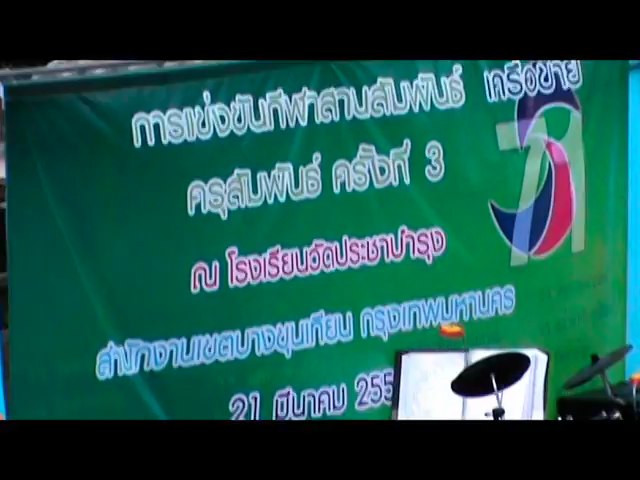 การแข่งขันกีฬาสานสัมพันธ์ เครือข่าย
ครุสัมพันธ์ ครั้งที่ 3
ณ โรงเรียนวัดประชาบำรุง
สำนักงานเขตบางขุนเทียน กรุงเทพมหานคร
21 มีนาคม 255